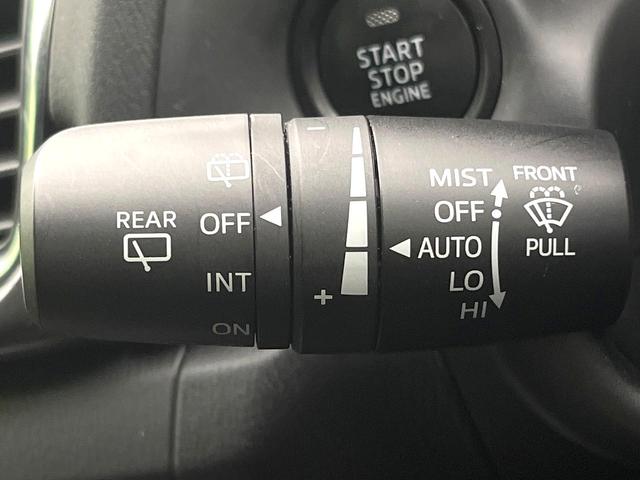 START
STOP
ENGINE
REAR
OFF
INT
ON
−
+
MIST
OFF
AUTO
LO
HI
FRONT
PULL